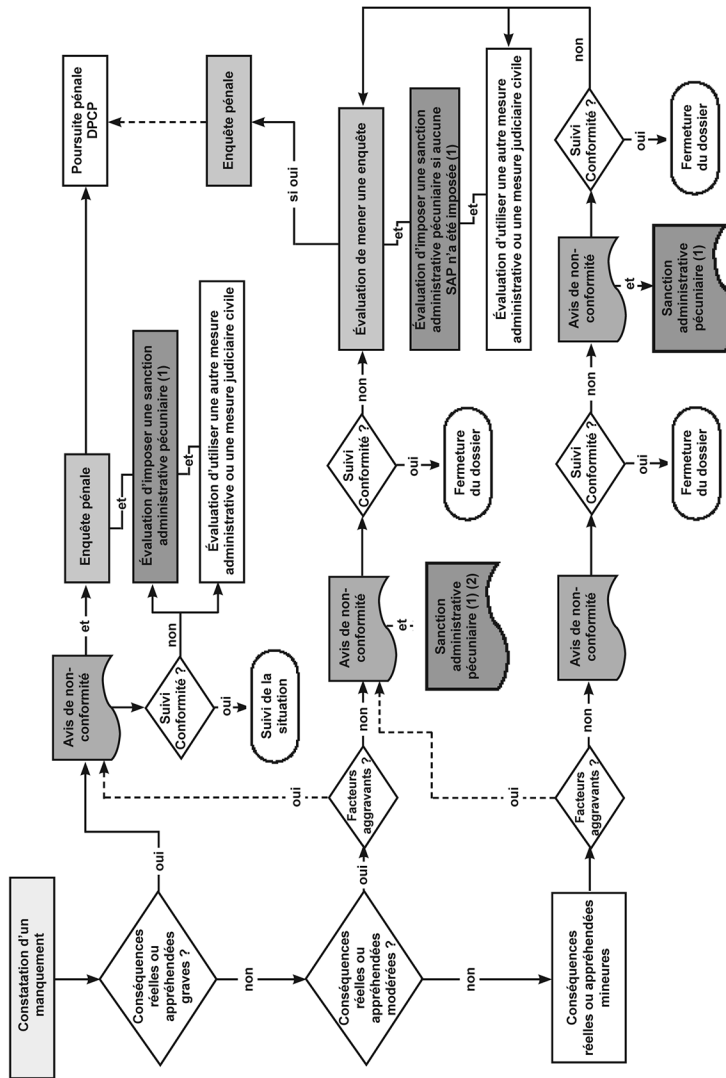 Constatation d'un
manquement
Conséquences
réelles ou
appréhendées
graves ?
oui
non
Avis de non-
conformité
et
Enquête pénale
Poursuite pénale
DPCP
Suivi
Conformité ?
oui
Suivi de la
situation
non
et
Évaluation d'imposer une sanction
administrative pécuniaire (1)
et
Évaluation d'utiliser une autre mesure
administrative ou une mesure judiciaire civile
Conséquences
réelles ou
appréhendées
modérées ?
oui
non
Facteurs
aggravants ?
oui
non
Avis de non-
conformité
et
Sanction
administrative
pécuniaire (1) (2)
Suivi
Conformité ?
oui
Fermeture
du dossier
non
Évaluation de mener une enquête
si oui
Enquête pénale
et
Évaluation d'imposer une sanction
administrative pécuniaire si aucune
SAP n'a été imposée (1)
et
Évaluation d'utiliser une autre mesure
administrative ou une mesure judiciaire civile
Conséquences
réelles ou appréhendées
mineures
Facteurs
aggravants ?
oui
non
Avis de non-
conformité
Suivi
Conformité ?
oui
Fermeture
du dossier
non
Avis de non-
conformité
et
Sanction
administrative
pécuniaire (1)
Suivi
Conformité ?
oui
Fermeture
du dossier
non